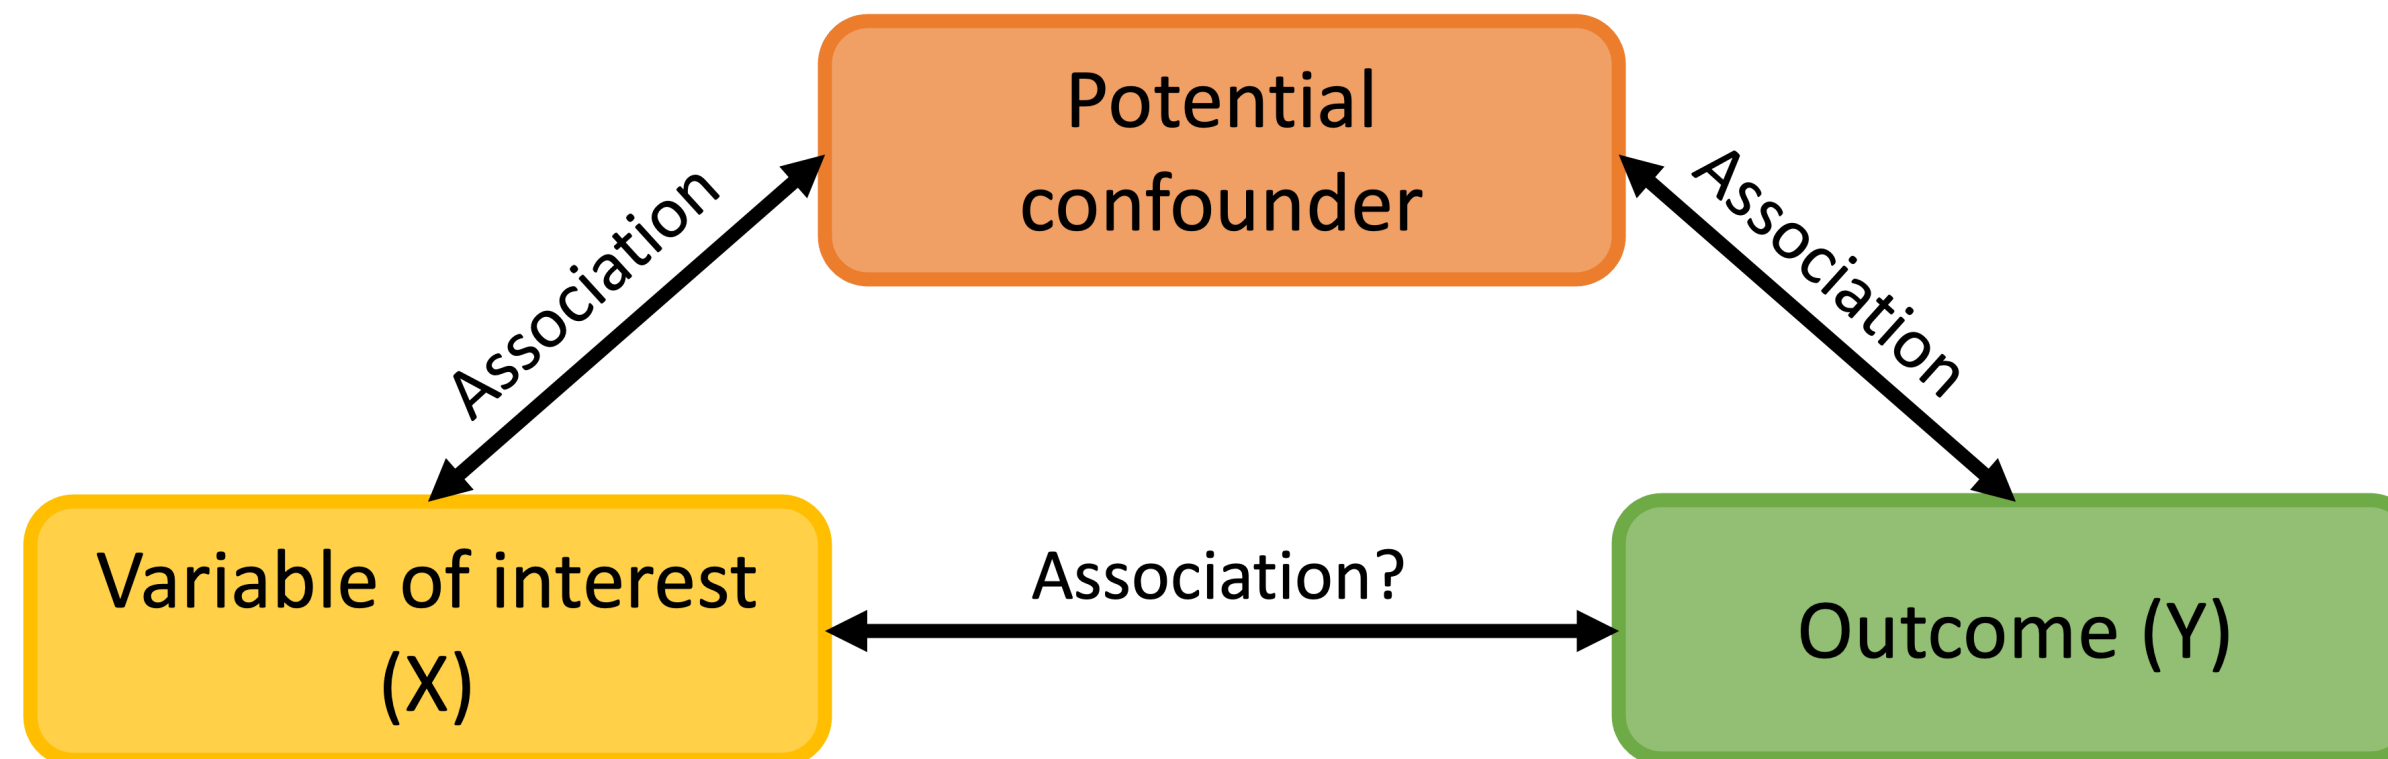 Potential
confounder
Association
Association
Variable of interest
(X)
Association?
Outcome (Y)